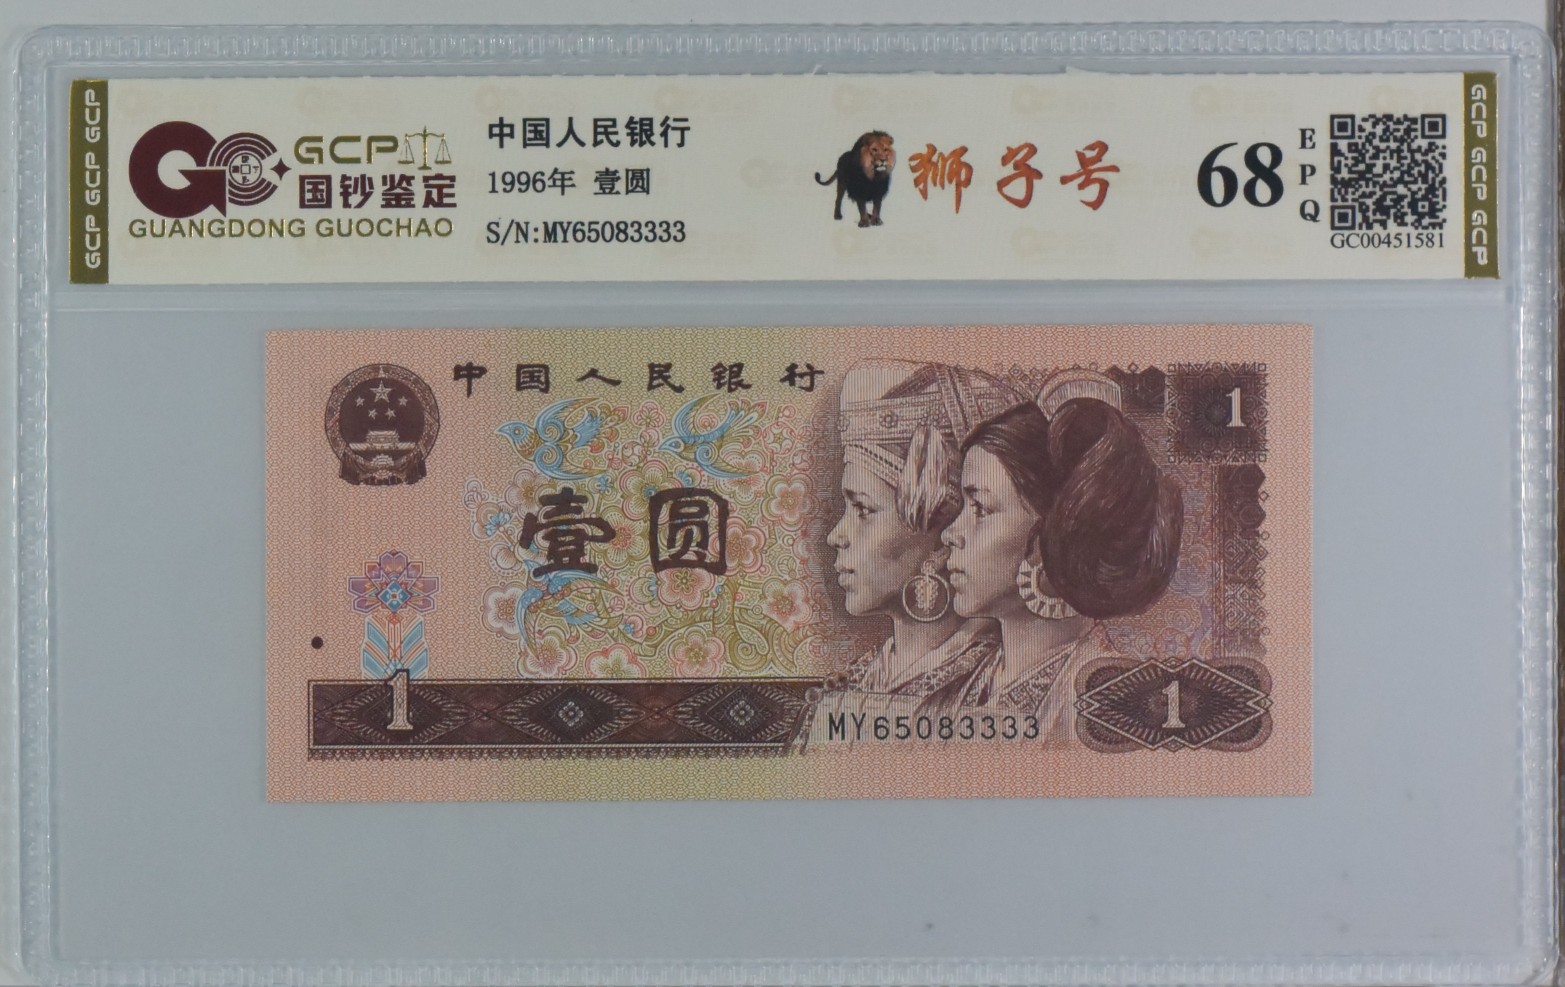 GCP GCP GCP
GCP
国钞鉴定
GUANGDONG GUOCHAO
中国人民银行
1996年 壹圆
S/N:MY65083333
狮子号
68
EPQ
GC00451581
GCP GCP GCP
中国人民银行
1
壹圆
1
MY65083333
1